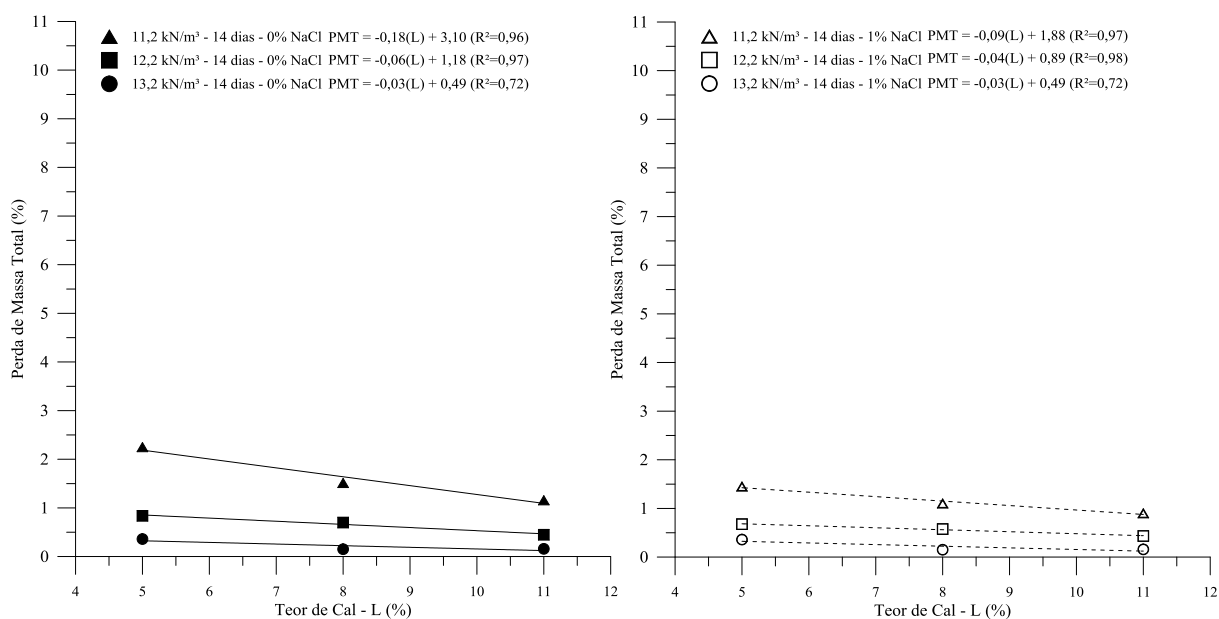 11,2 kN/m³ - 14 dias - 0% NaCl PMT = -0,18(L) + 3,10 (R²=0,96)
12,2 kN/m³ - 14 dias - 0% NaCl PMT = -0,06(L) + 1,18 (R²=0,97)
13,2 kN/m³ - 14 dias - 0% NaCl PMT = -0,03(L) + 0,49 (R²=0,72)
11
10
9
8
7
6
5
4
3
2
1
0
Perda de Massa Total (%)
4 5 6 7 8 9 10 11 12
Teor de Cal - L (%)
11,2 kN/m³ - 14 dias - 1% NaCl PMT = -0,09(L) + 1,88 (R²=0,97)
12,2 kN/m³ - 14 dias - 1% NaCl PMT = -0,04(L) + 0,89 (R²=0,98)
13,2 kN/m³ - 14 dias - 1% NaCl PMT = -0,03(L) + 0,49 (R²=0,72)
11
10
9
8
7
6
5
4
3
2
1
0
Perda de Massa Total (%)
4 5 6 7 8 9 10 11 12
Teor de Cal - L (%)